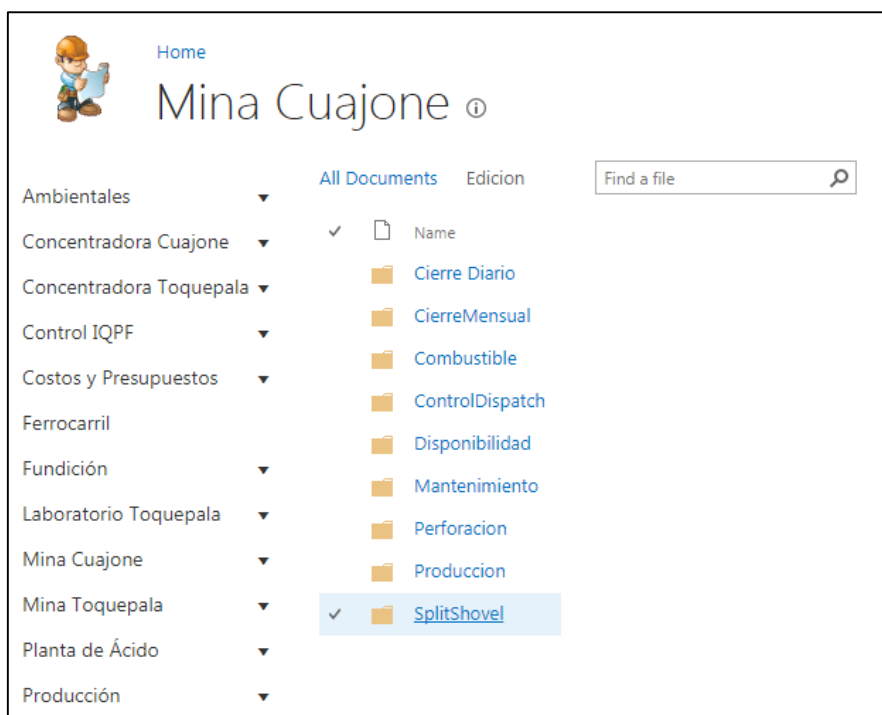 Home
Mina Cuajone
Ambientales
Concentradora Cuajone
Concentradora Toquepala
Control IQPF
Costos y Presupuestos
Ferrocarril
Fundición
Laboratorio Toquepala
Mina Cuajone
Mina Toquepala
Planta de Ácido
Producción
All Documents Edicion Find a file
Name
Cierre Diario
CierreMensual
Combustible
ControlDispatch
Disponibilidad
Mantenimiento
Perforacion
Produccion
SplitShovel